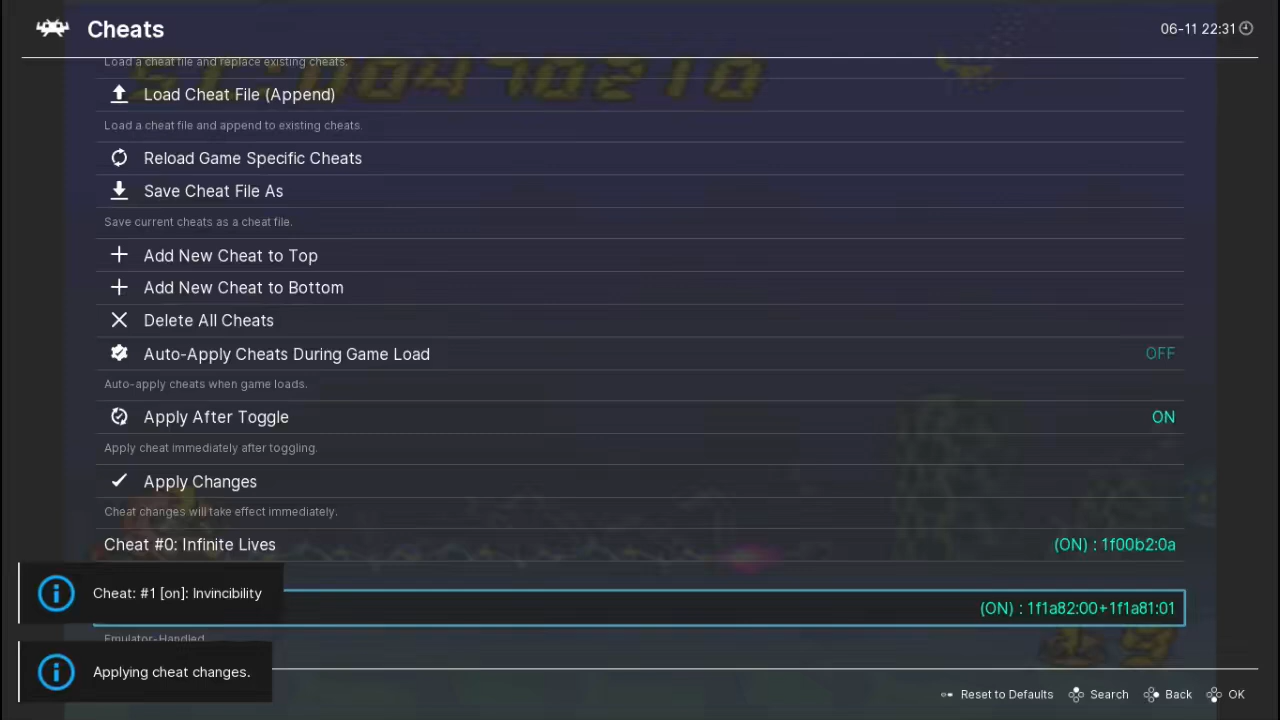 Cheats
06-11 22:31
Load a cheat file and replace existing cheats.
51:00470210
Load Cheat File (Append)
Load a cheat file and append to existing cheats.
Reload Game Specific Cheats
Save Cheat File As
Save current cheats as a cheat file.
Add New Cheat to Top
Add New Cheat to Bottom
Delete All Cheats
Auto-Apply Cheats During Game Load OFF
Auto-apply cheats when game loads.
Apply After Toggle ON
Apply cheat immediately after toggling.
Apply Changes
Cheat changes will take effect immediately.
Cheat #0: Infinite Lives (ON) : 1f00b2:0a
Cheat: #1 [on]: Invincibility
(ON) : 1f1a82:00+1f1a81:01
Emulator-Handled
Applying cheat changes.
Reset to Defaults Search Back OK